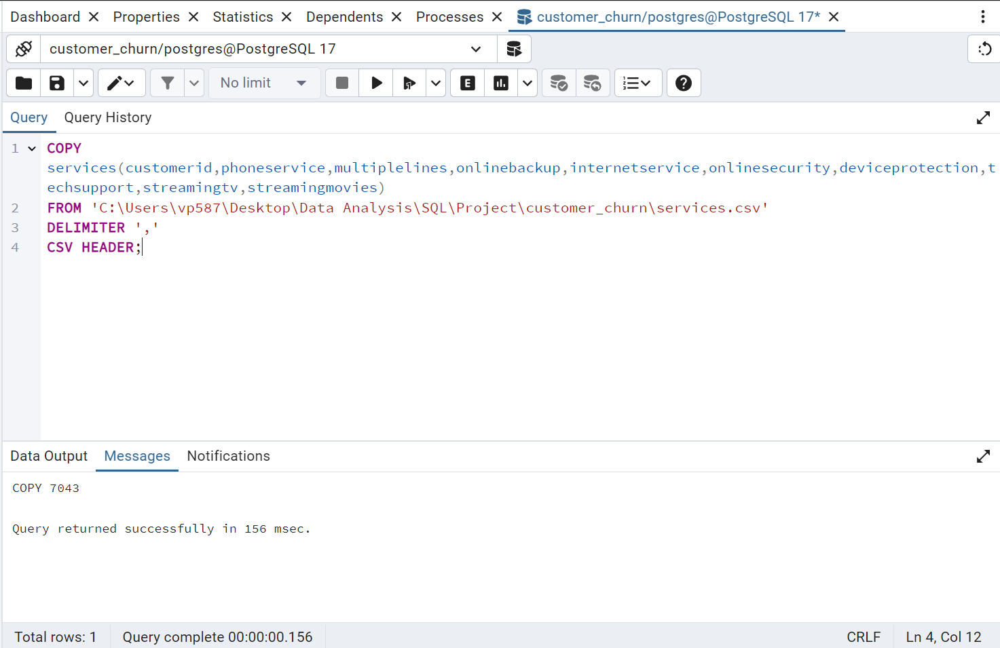 Dashboard Properties Statistics Dependents Processes customer_churn/postgres@PostgreSQL 17*
customer_churn/postgres@PostgreSQL 17
No limit E
Query Query History
1 COPY
services(customerid,phoneservice,multiplelines,onlinebackup,internetservice,onlinesecurity,deviceprotection,t
echsupport,streamingtv,streamingmovies)
2 FROM 'C:\Users\vp587\Desktop\Data Analysis\SQL\Project\customer_churn\services.csv'
3 DELIMITER ','
4 CSV HEADER;
Data Output Messages Notifications
COPY 7043
Query returned successfully in 156 msec.
Total rows: 1 Query complete 00:00:00.156 CRLF Ln 4, Col 12